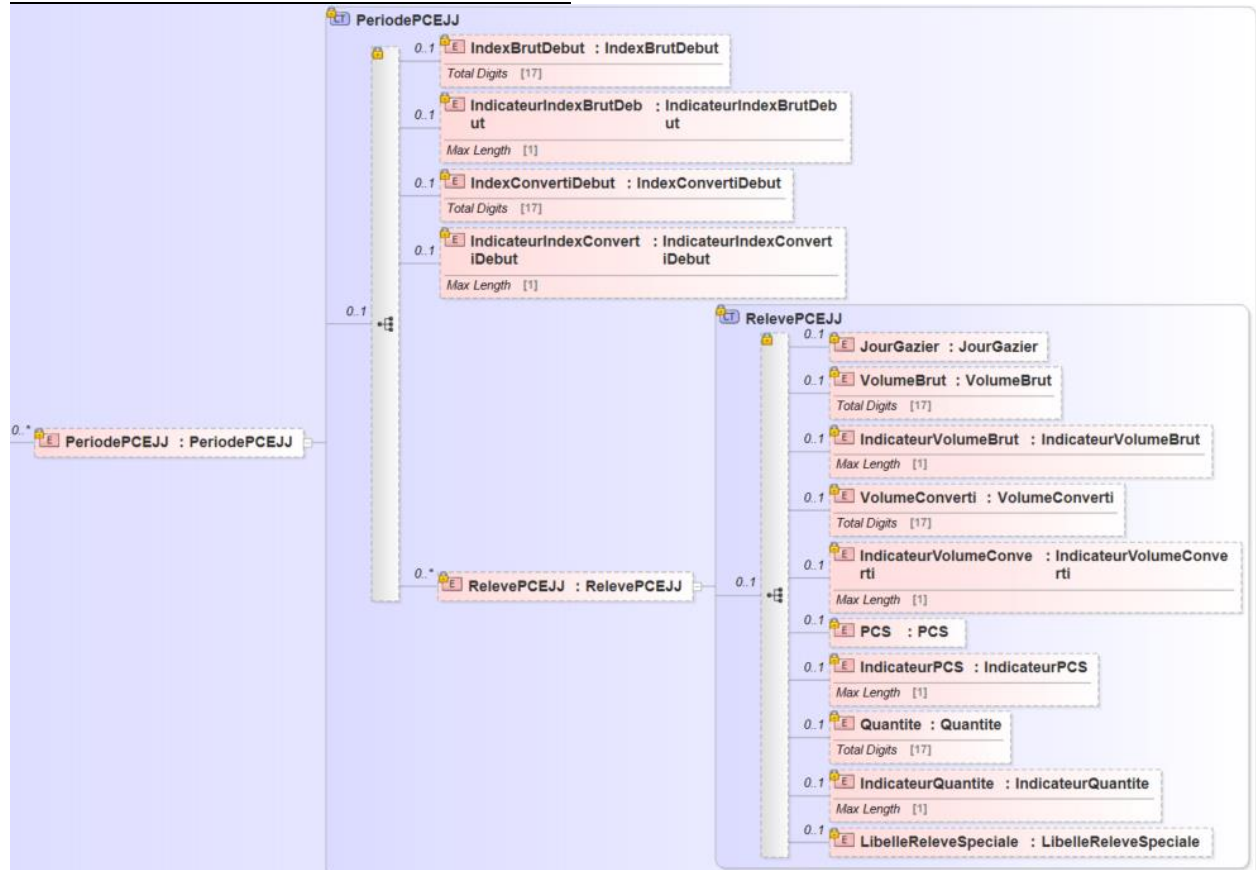 CT PeriodePCEJJ
0..1 E IndexBrutDebut : IndexBrutDebut
Total Digits [17]
0..1 E IndicateurIndexBrutDeb : IndicateurIndexBrutDeb
ut ut
Max Length [1]
0..1 E IndexConvertiDebut : IndexConvertiDebut
Total Digits [17]
0..1 E IndicateurIndexConvert : IndicateurIndexConvert
iDebut iDebut
Max Length [1]
0..1
0..* E PeriodePCEJJ : PeriodePCEJJ
0..* E RelevePCEJJ : RelevePCEJJ
0..1
CT RelevePCEJJ
0..1 E JourGazier : JourGazier
0..1 E VolumeBrut : VolumeBrut
Total Digits [17]
0..1 E IndicateurVolumeBrut : IndicateurVolumeBrut
Max Length [1]
0..1 E VolumeConverti : VolumeConverti
Total Digits [17]
0..1 E IndicateurVolumeConve : IndicateurVolumeConve
rti rti
Max Length [1]
0..1 E PCS : PCS
0..1 E IndicateurPCS : IndicateurPCS
Max Length [1]
0..1 E Quantite : Quantite
Total Digits [17]
0..1 E IndicateurQuantite : IndicateurQuantite
Max Length [1]
0..1 E LibelleReleveSpeciale : LibelleReleveSpeciale